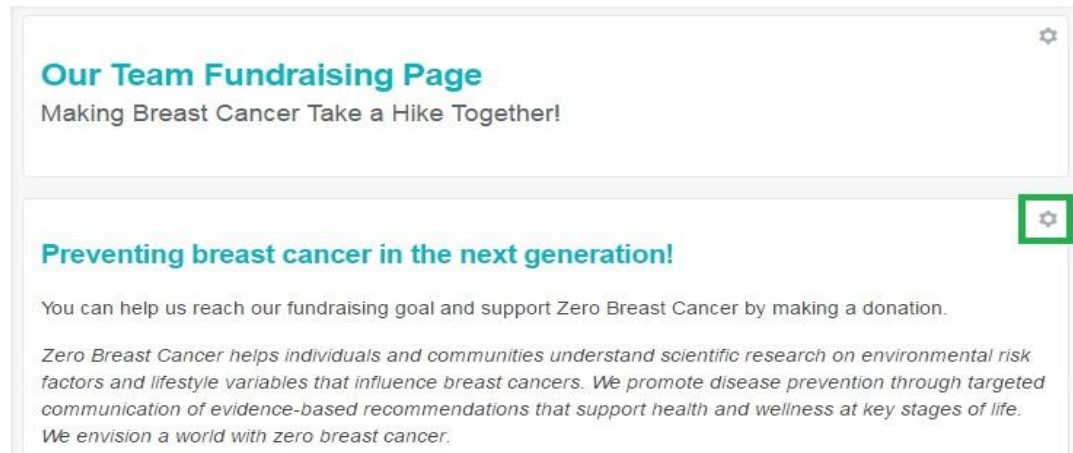 Our Team Fundraising Page
Making Breast Cancer Take a Hike Together!
Preventing breast cancer in the next generation!
You can help us reach our fundraising goal and support Zero Breast Cancer by making a donation.
Zero Breast Cancer helps individuals and communities understand scientific research on environmental risk
factors and lifestyle variables that influence breast cancers. We promote disease prevention through targeted
communication of evidence-based recommendations that support health and wellness at key stages of life.
We envision a world with zero breast cancer.